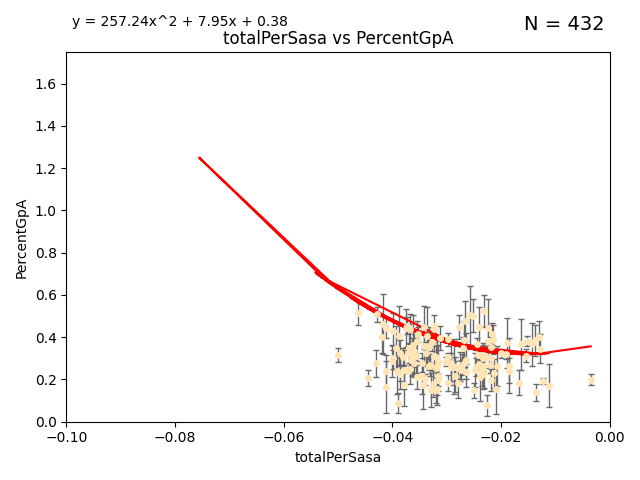 y = 257.24x^2 + 7.95x + 0.38
N = 432
totalPerSasa vs PercentGpA
1.6
1.4
1.2
1.0
0.8
0.6
0.4
0.2
0.0
PercentGpA
−0.10 −0.08 −0.06 −0.04 −0.02 0.00
totalPerSasa